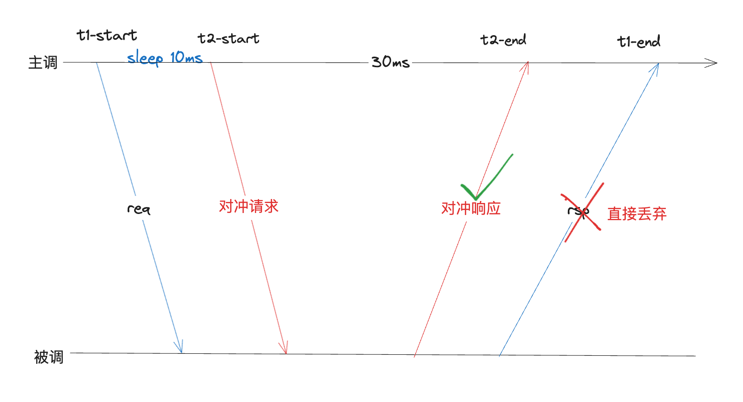 t1-start
t2-start
t2-end
t1-end
主调
sleep 10ms
30ms
req
对冲请求
对冲响应
rsp
直接丢弃
被调